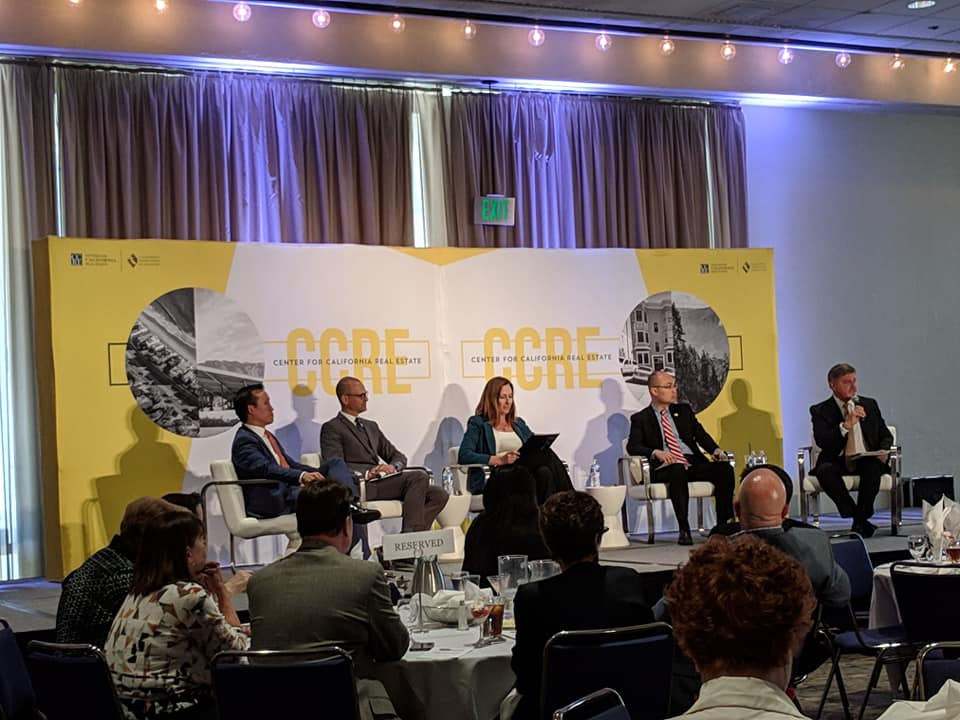 EXIT
CCRE
CENTER FOR CALIFORNIA REAL ESTATE
CCRE
CENTER FOR CALIFORNIA REAL ESTATE
RESERVED